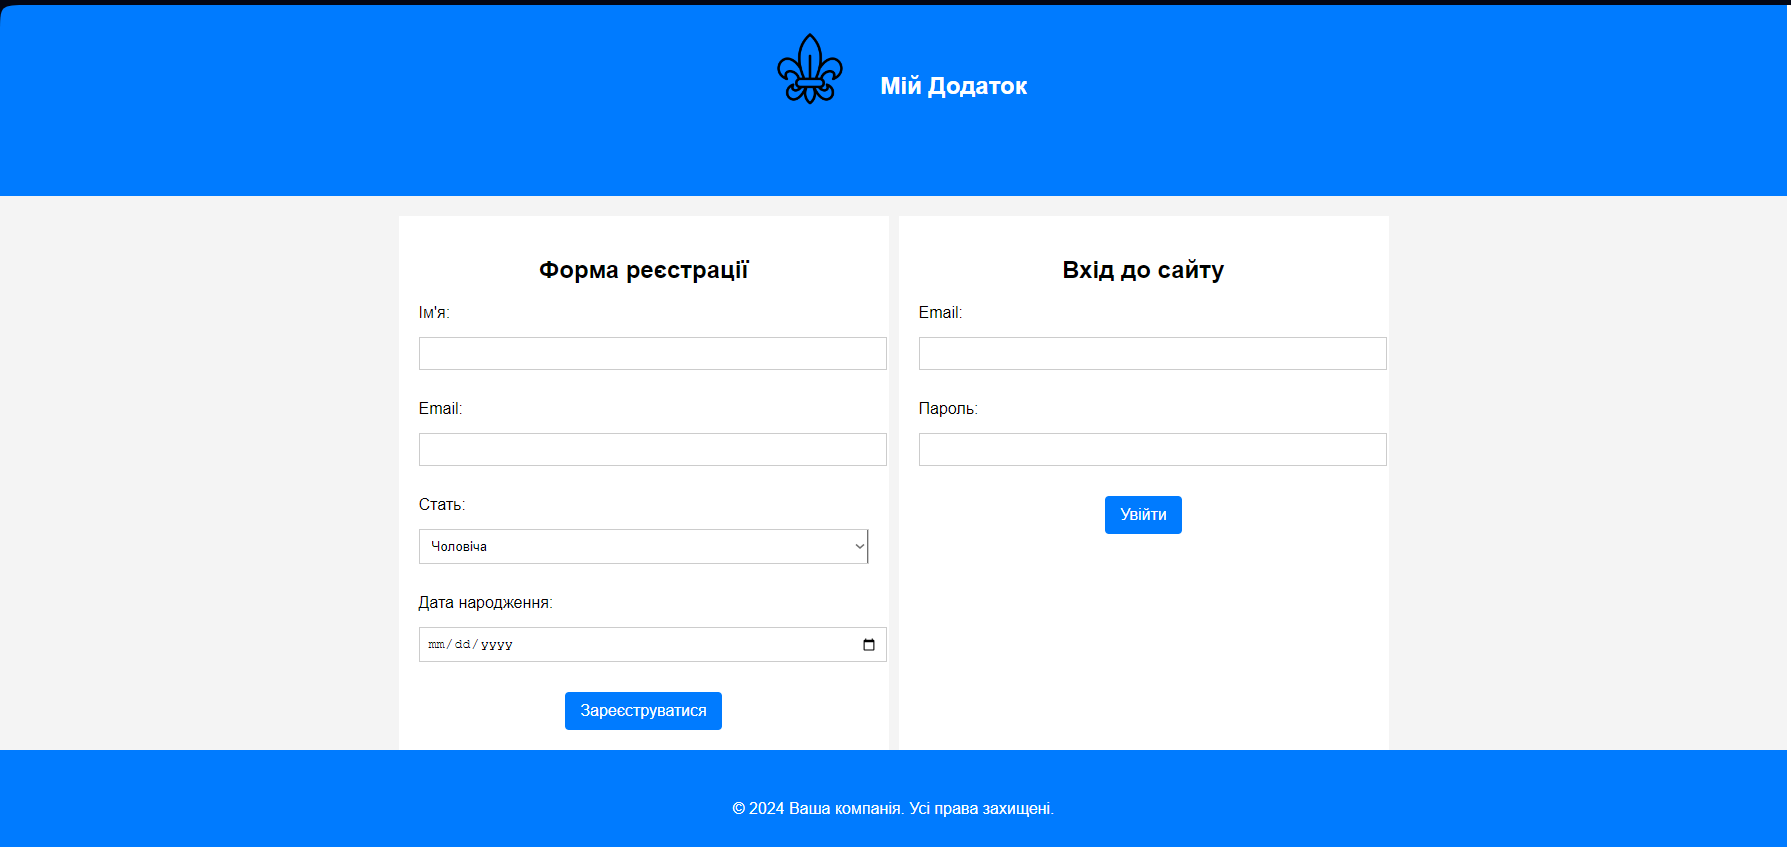 Мій Додаток
Форма реєстрації
Ім'я:
Email:
Стать:
Чоловіча
Дата народження:
mm/dd/yyyy
Зареєструватися
Вхід до сайту
Email:
Пароль:
Увійти
© 2024 Ваша компанія. Усі права захищені.